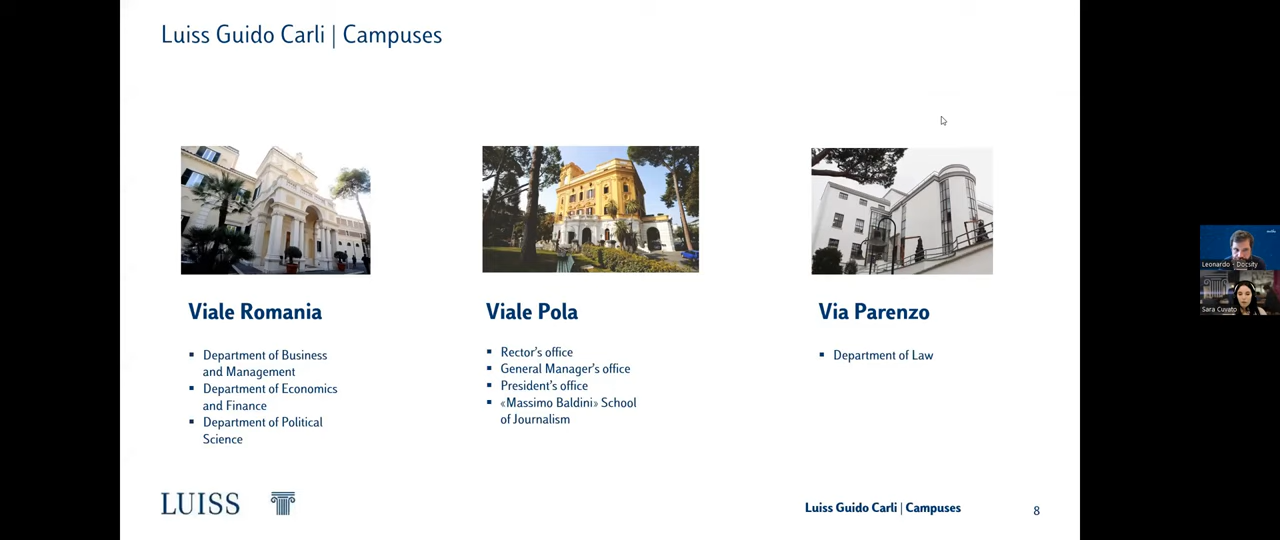 Luiss Guido Carli | Campuses
Viale Romania
▪ Department of Business
and Management
▪ Department of Economics
and Finance
▪ Department of Political
Science
Viale Pola
▪ Rector's office
▪ General Manager's office
▪ President's office
▪ «Massimo Baldini» School
of Journalism
Via Parenzo
▪ Department of Law
LUISS
Luiss Guido Carli | Campuses
8
Leonardo - Docsity
Sara Cuvato